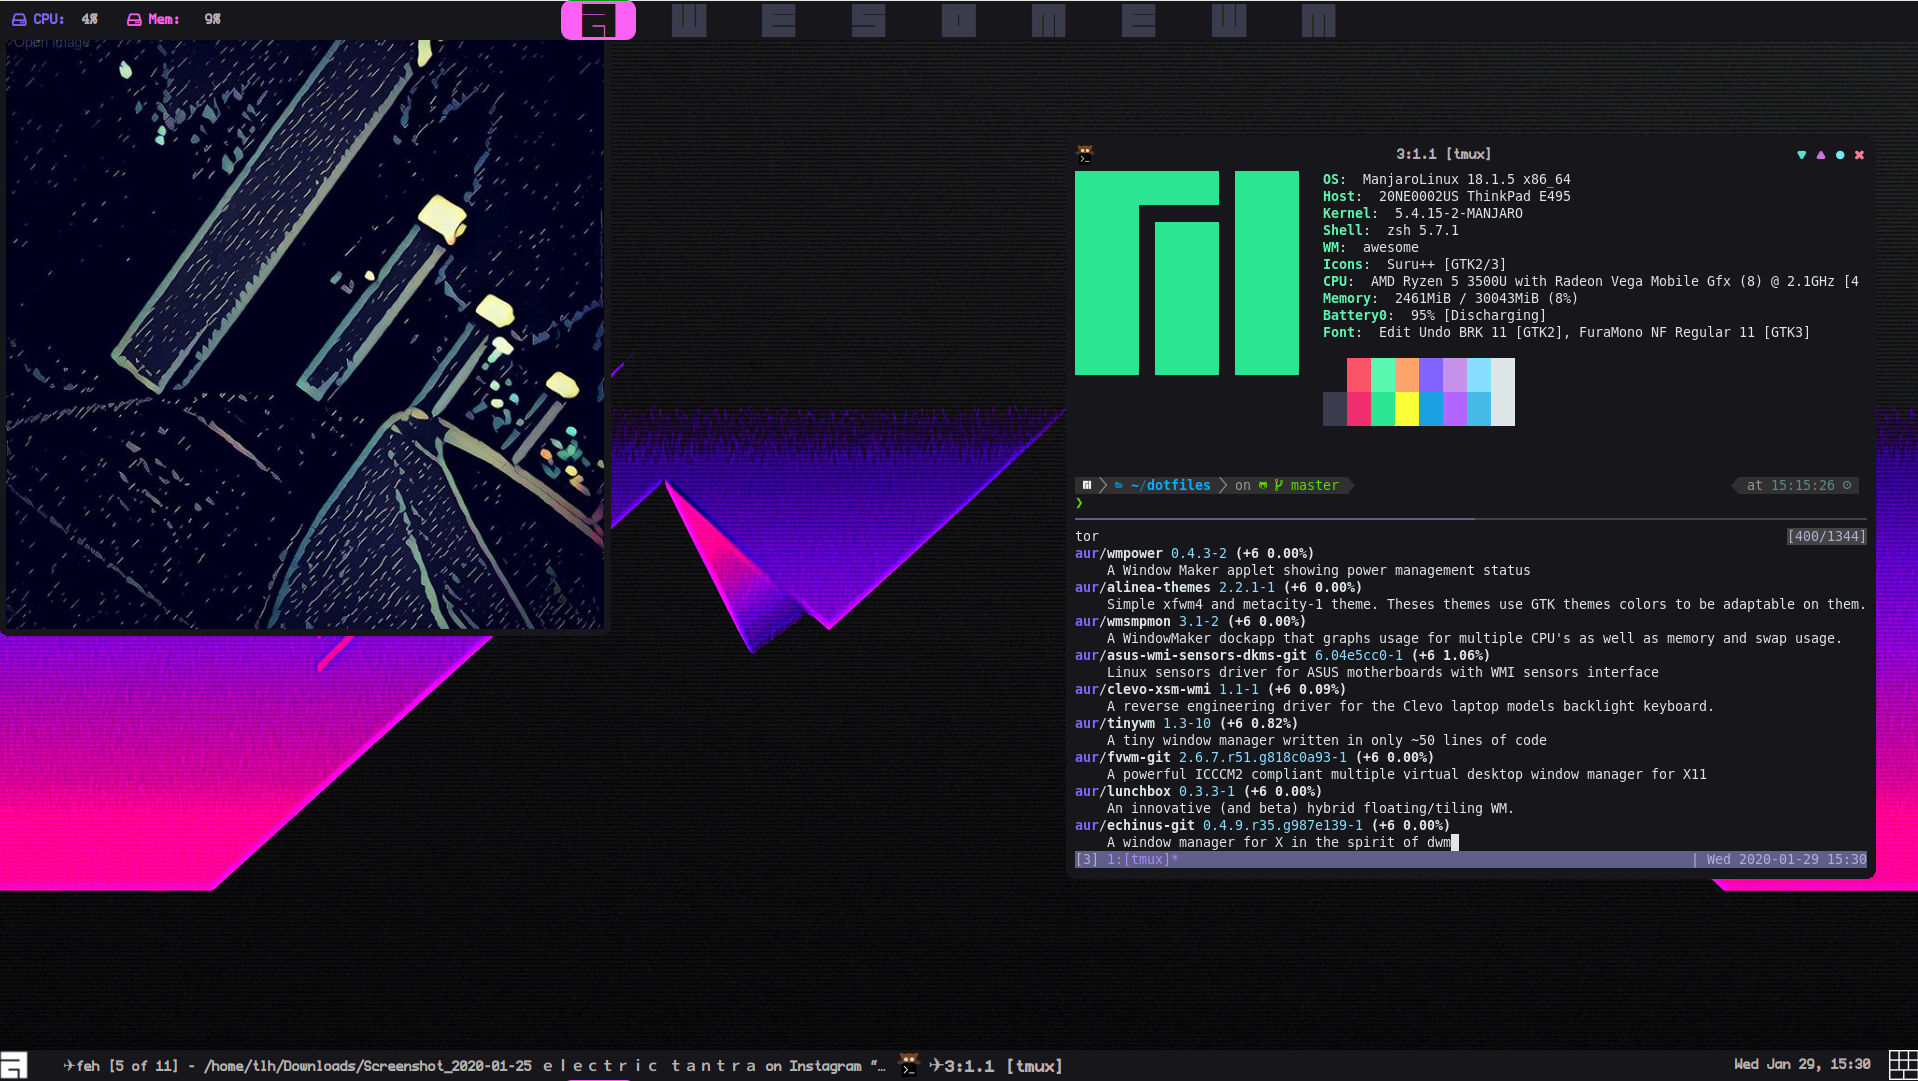 CPU: 4% Mem: 9%
A W E S O M E W M
Open Image
3:1.1 [tmux]
OS: ManjaroLinux 18.1.5 x86_64
Host: 20NE0002US ThinkPad E495
Kernel: 5.4.15-2-MANJARO
Shell: zsh 5.7.1
WM: awesome
Icons: Suru++ [GTK2/3]
CPU: AMD Ryzen 5 3500U with Radeon Vega Mobile Gfx (8) @ 2.1GHz [4
Memory: 2461MiB / 30043MiB (8%)
Battery0: 95% [Discharging]
Font: Edit Undo BRK 11 [GTK2], FuraMono NF Regular 11 [GTK3]
~/dotfiles on master at 15:15:26
❯
tor [400/1344]
aur/wmpower 0.4.3-2 (+6 0.00%)
A Window Maker applet showing power management status
aur/alinea-themes 2.2.1-1 (+6 0.00%)
Simple xfwm4 and metacity-1 theme. Theses themes use GTK themes colors to be adaptable on them.
aur/wmsmpmon 3.1-2 (+6 0.00%)
A WindowMaker dockapp that graphs usage for multiple CPU's as well as memory and swap usage.
aur/asus-wmi-sensors-dkms-git 6.04e5cc0-1 (+6 1.06%)
Linux sensors driver for ASUS motherboards with WMI sensors interface
aur/clevo-xsm-wmi 1.1-1 (+6 0.09%)
A reverse engineering driver for the Clevo laptop models backlight keyboard.
aur/tinywm 1.3-10 (+6 0.82%)
A tiny window manager written in only ~50 lines of code
aur/fvwm-git 2.6.7.r51.g818c0a93-1 (+6 0.00%)
A powerful ICCCM2 compliant multiple virtual desktop window manager for X11
aur/lunchbox 0.3.3-1 (+6 0.00%)
An innovative (and beta) hybrid floating/tiling WM.
aur/echinus-git 0.4.9.r35.g987e139-1 (+6 0.00%)
A window manager for X in the spirit of dwm
[3] 1:[tmux]* | Wed 2020-01-29 15:30
✈feh [5 of 11] - /home/tlh/Downloads/Screenshot_2020-01-25 e l e c t r i c t a n t r a on Instagram “… ✈3:1.1 [tmux] Wed Jan 29, 15:30